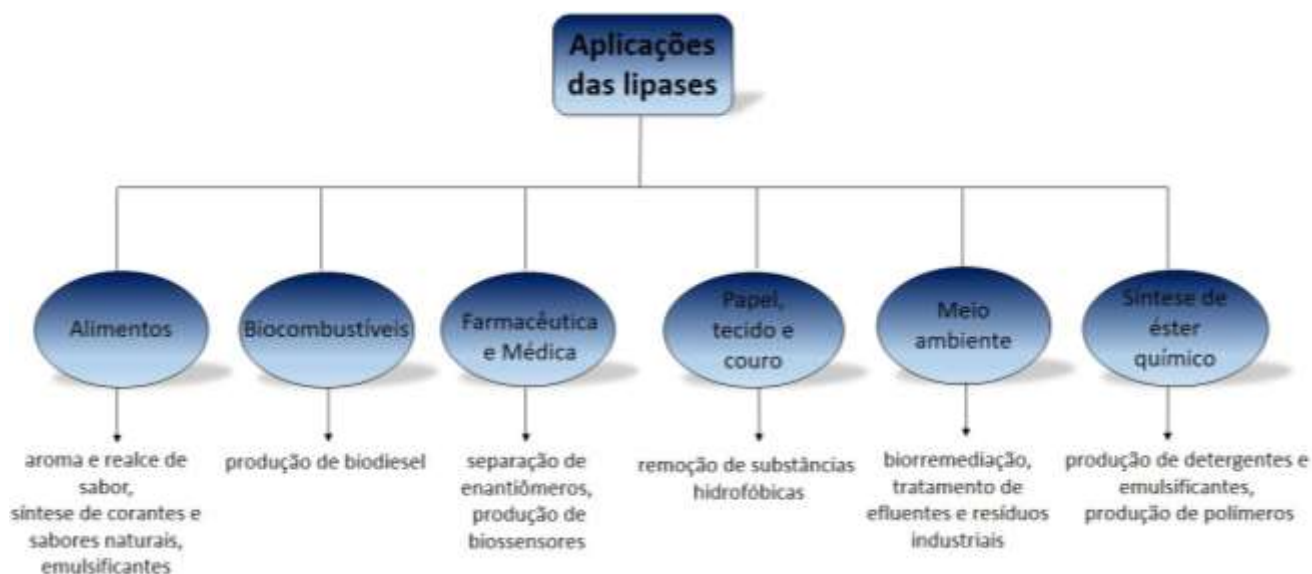 Aplicações
das lipases
Alimentos
Biocombustíveis
Farmacêutica
e Médica
Papel,
tecido e
couro
Meio
ambiente
Síntese de
éster
químico
aroma e realce de
sabor,
síntese de corantes e
sabores naturais,
emulsificantes
produção de biodiesel
separação de
enantiômeros,
produção de
biossensores
remoção de substâncias
hidrofóbicas
biorremediação,
tratamento de
efluentes e resíduos
industriais
produção de detergentes e
emulsificantes,
produção de polímeros